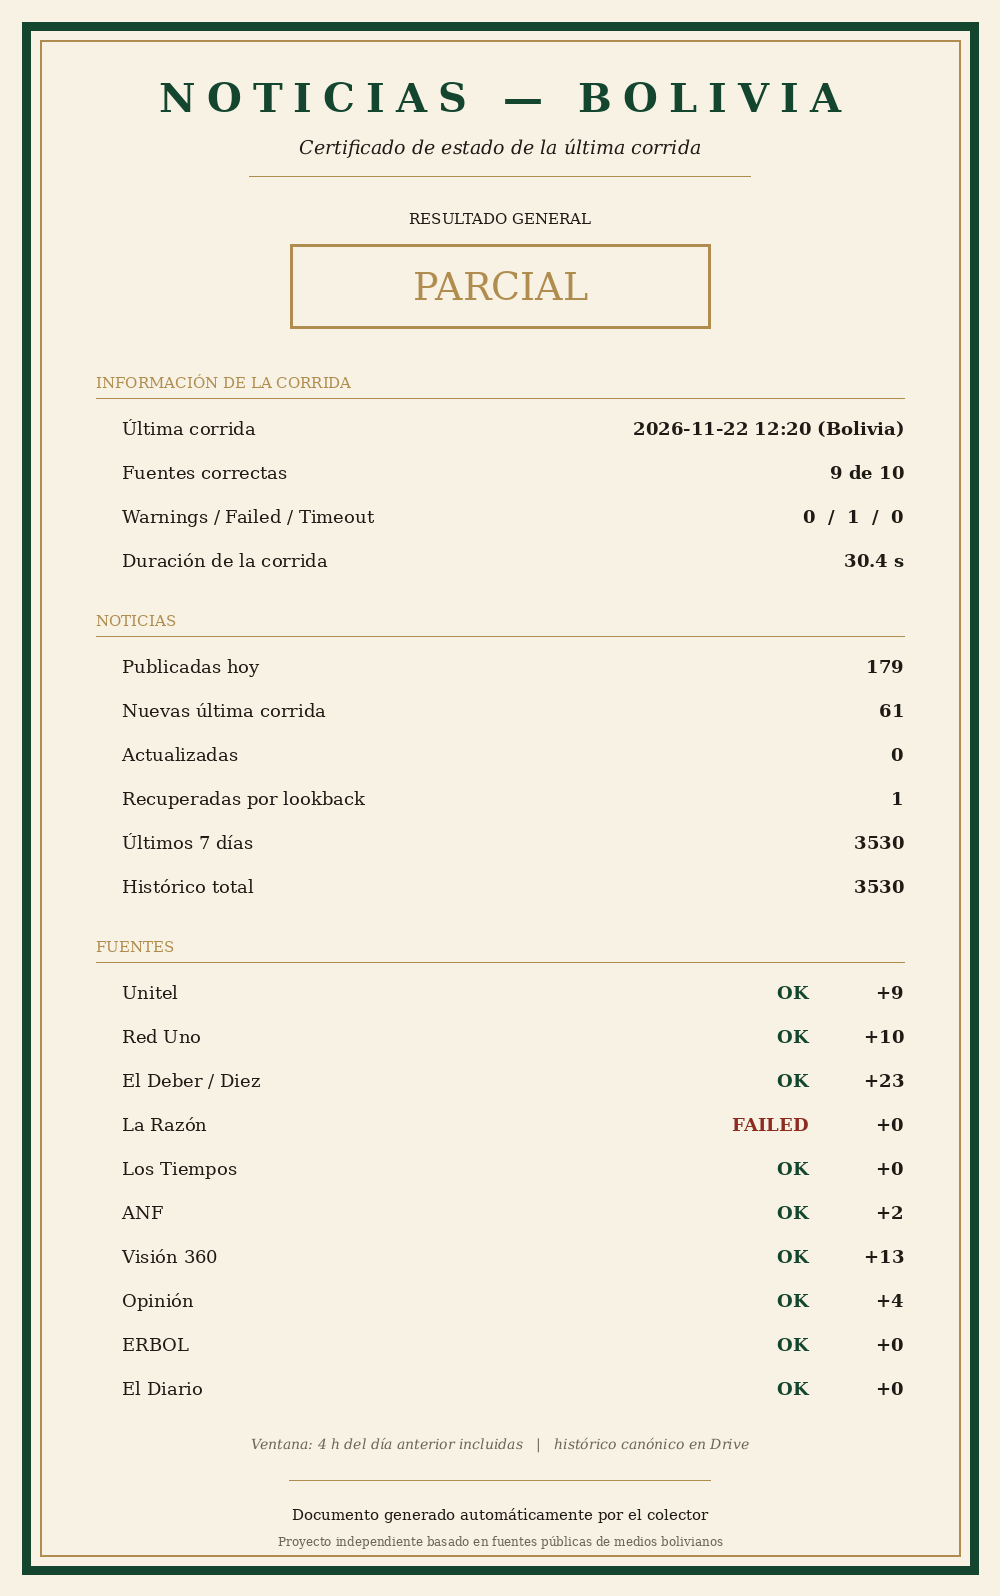 NOTICIAS — BOLIVIA
Certificado de estado de la última corrida
RESULTADO GENERAL
PARCIAL
INFORMACIÓN DE LA CORRIDA
Última corrida 2026-11-22 12:20 (Bolivia)
Fuentes correctas 9 de 10
Warnings / Failed / Timeout 0 / 1 / 0
Duración de la corrida 30.4 s
NOTICIAS
Publicadas hoy 179
Nuevas última corrida 61
Actualizadas 0
Recuperadas por lookback 1
Últimos 7 días 3530
Histórico total 3530
FUENTES
Unitel OK +9
Red Uno OK +10
El Deber / Diez OK +23
La Razón FAILED +0
Los Tiempos OK +0
ANF OK +2
Visión 360 OK +13
Opinión OK +4
ERBOL OK +0
El Diario OK +0
Ventana: 4 h del día anterior incluidas | histórico canónico en Drive
Documento generado automáticamente por el colector
Proyecto independiente basado en fuentes públicas de medios bolivianos